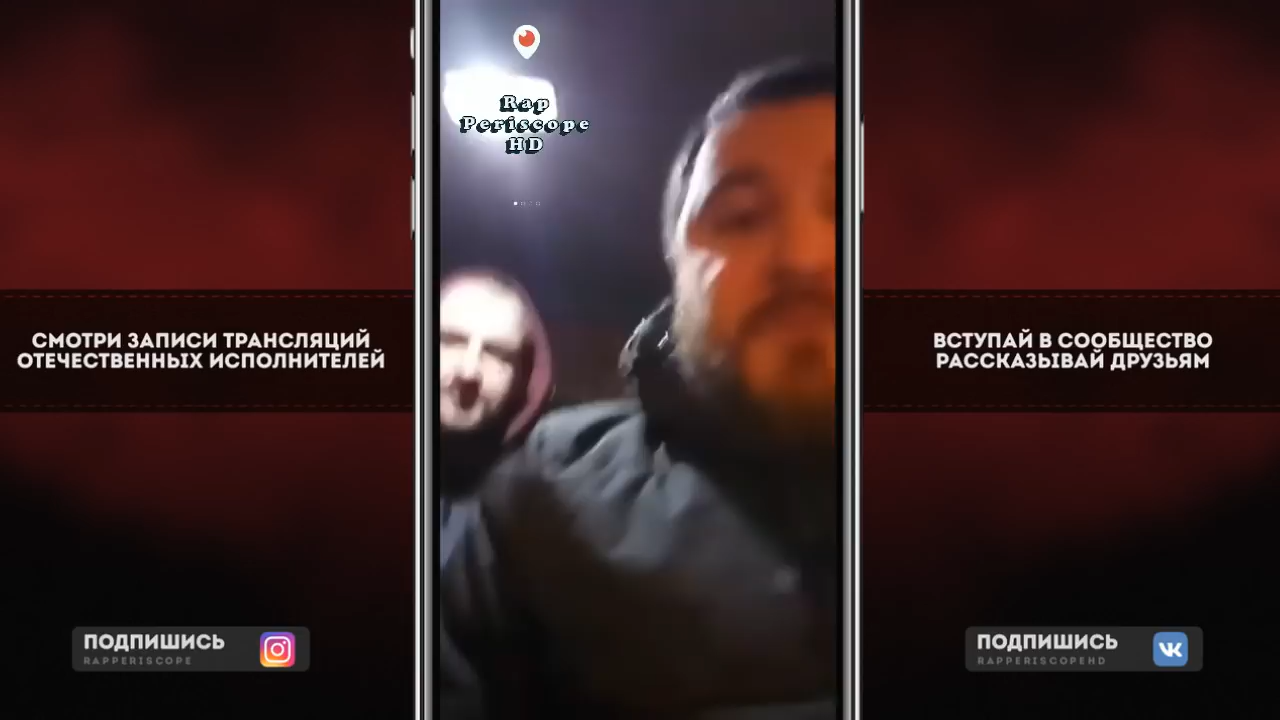 Rap
Periscope
HD
СМОТРИ ЗАПИСИ ТРАНСЛЯЦИЙ
ОТЕЧЕСТВЕННЫХ ИСПОЛНИТЕЛЕЙ
ВСТУПАЙ В СООБЩЕСТВО
РАССКАЗЫВАЙ ДРУЗЬЯМ
ПОДПИШИСЬ
RAPPERISCOPE
ПОДПИШИСЬ
RAPPERISCOPEHD